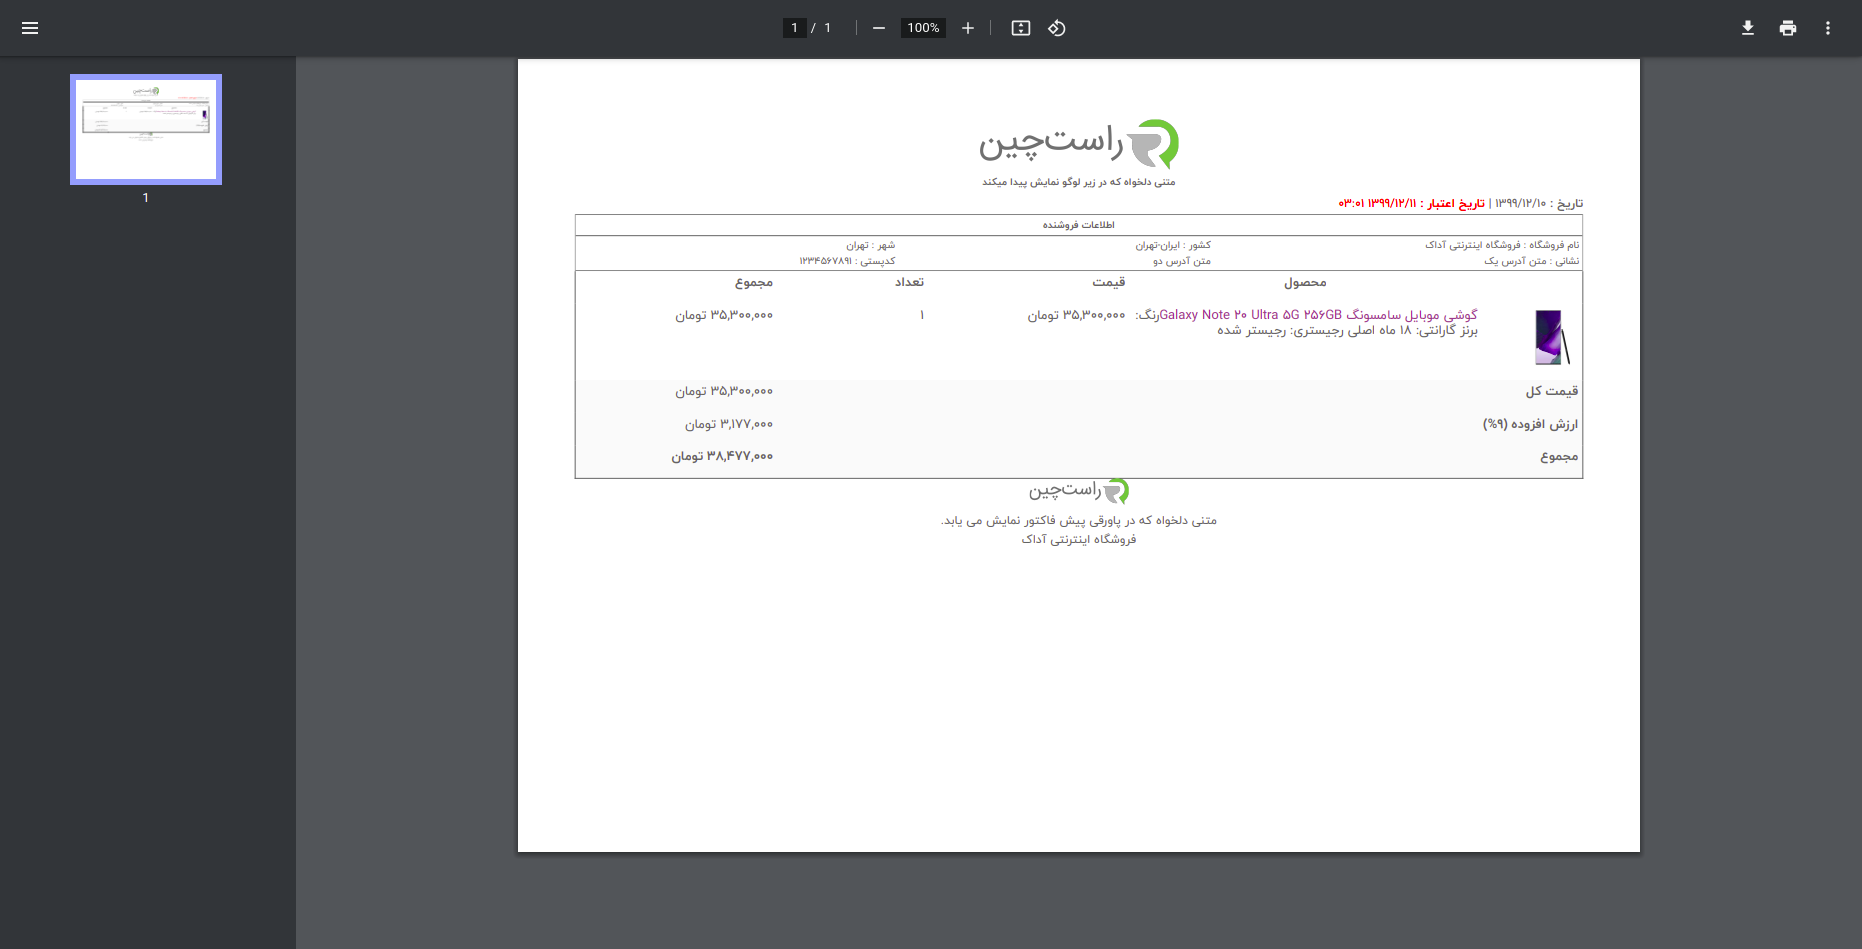 1 / 1
100%
1
راست‌چین
متنی دلخواه که در زیر لوگو نمایش پیدا میکند
تاریخ : ۱۳۹۹/۱۲/۱۰ | تاریخ اعتبار : ۱۳۹۹/۱۲/۱۱ ۰۳:۰۱
اطلاعات فروشنده
نام فروشگاه : فروشگاه اینترنتی آداک کشور : ایران-تهران شهر : تهران
نشانی : متن آدرس یک متن آدرس دو کدپستی : ۱۲۳۴۵۶۷۸۹۱
محصول قیمت تعداد مجموع
گوشی موبایل سامسونگ Galaxy Note ۲۰ Ultra ۵G ۲۵۶GBرنگ: ۳۵,۳۰۰,۰۰۰ تومان ۱ ۳۵,۳۰۰,۰۰۰ تومان
برنز گارانتی: ۱۸ ماه اصلی رجیستری: رجیستر شده
قیمت کل ۳۵,۳۰۰,۰۰۰ تومان
ارزش افزوده (۹%) ۳,۱۷۷,۰۰۰ تومان
مجموع ۳۸,۴۷۷,۰۰۰ تومان
راست‌چین
متنی دلخواه که در پاورقی پیش فاکتور نمایش می یابد.
فروشگاه اینترنتی آداک